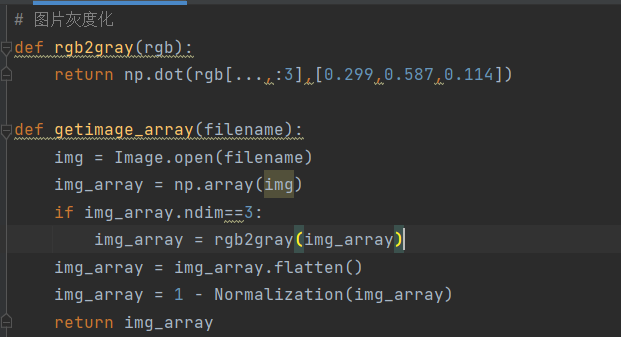 # 图片灰度化
def rgb2gray(rgb):
    return np.dot(rgb[...,:3],[0.299,0.587,0.114])
def getimage_array(filename):
    img = Image.open(filename)
    img_array = np.array(img)
    if img_array.ndim==3:
        img_array = rgb2gray(img_array)
    img_array = img_array.flatten()
    img_array = 1 - Normalization(img_array)
    return img_array